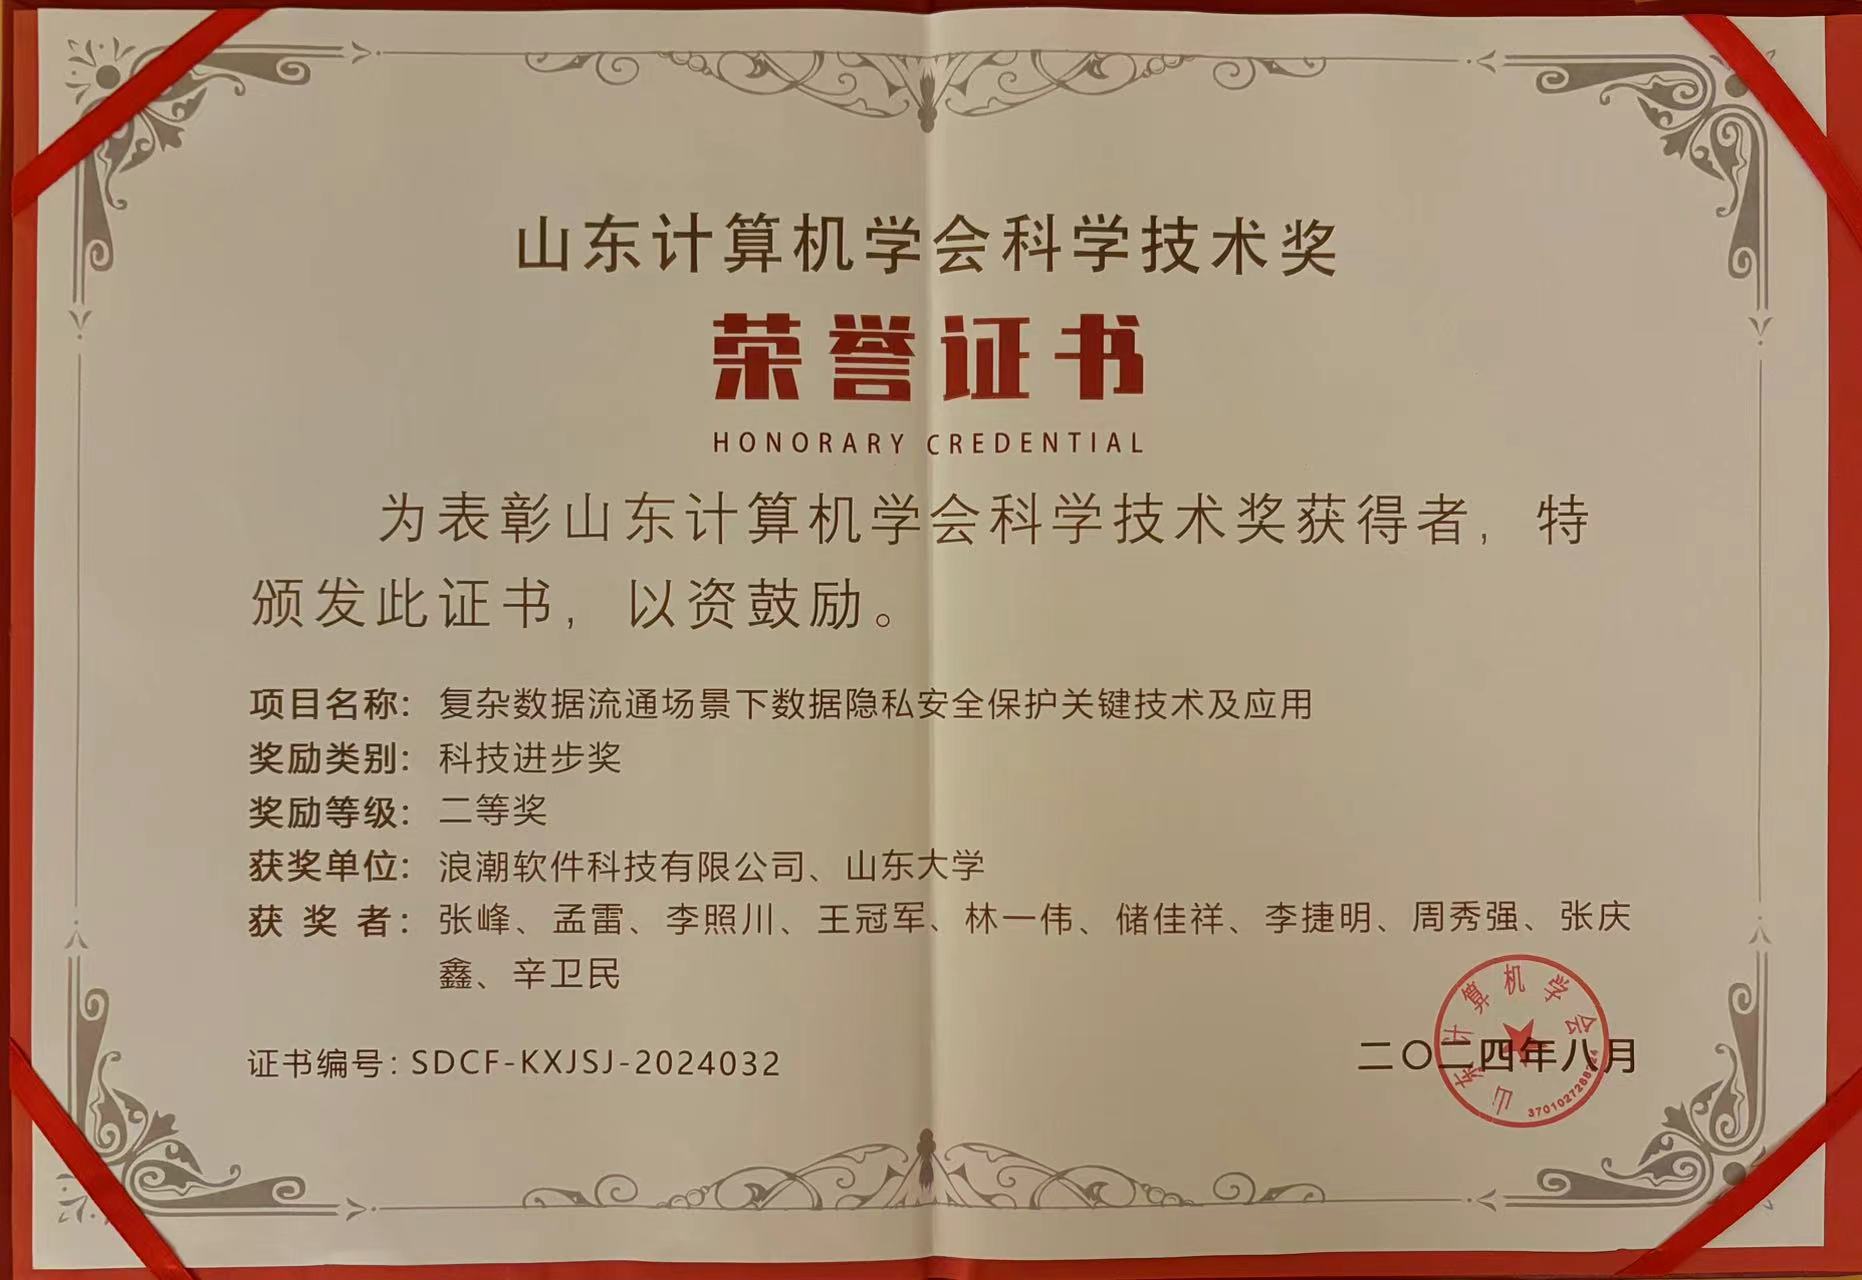 山东计算机学会科学技术奖
荣誉证书
HONORARY CREDENTIAL
为表彰山东计算机学会科学技术奖获得者，特
颁发此证书，以资鼓励。
项目名称：复杂数据流通场景下数据隐私安全保护关键技术及应用
奖励类别：科技进步奖
奖励等级：二等奖
获奖单位：浪潮软件科技有限公司、山东大学
获奖者：张峰、孟雷、李照川、王冠军、林一伟、储佳祥、李捷明、周秀强、张庆
鑫、辛卫民
证书编号：SDCF-KXJSJ-2024032
二〇二四年八月
山东计算机学会